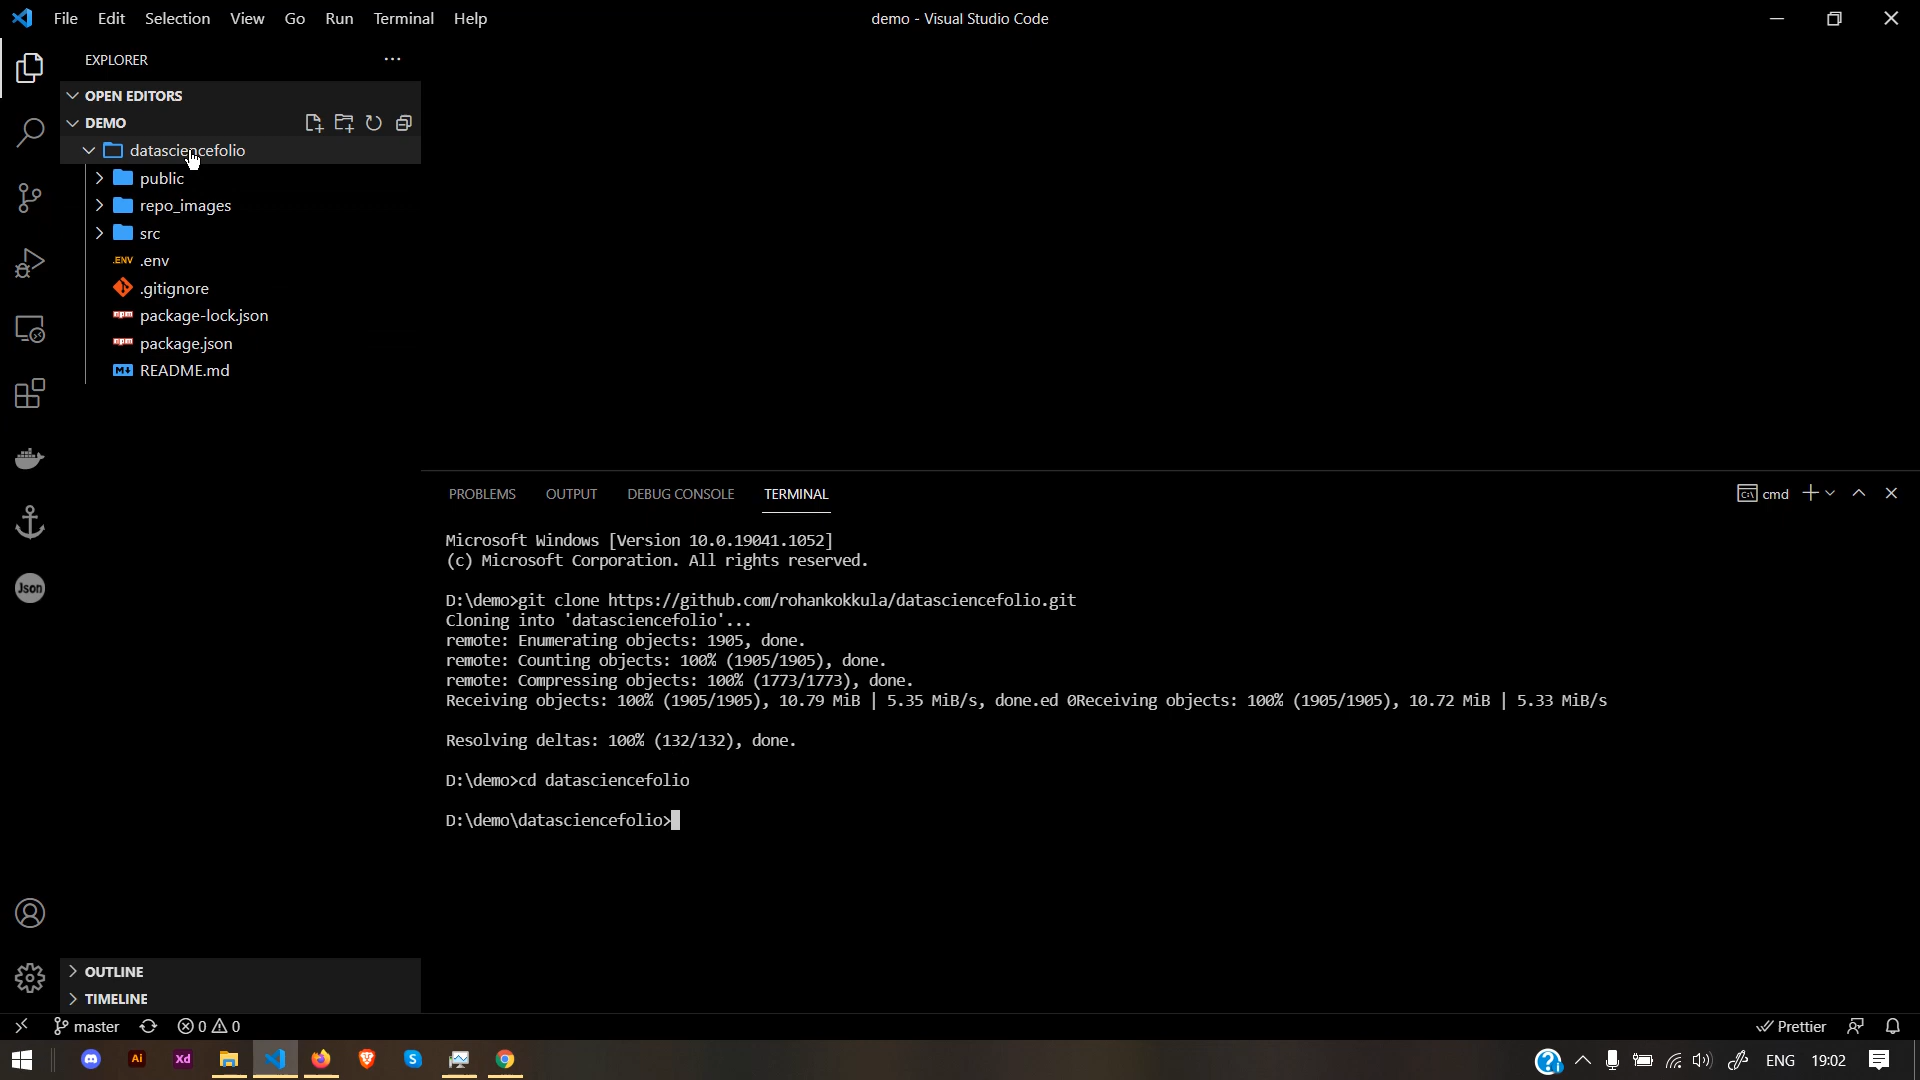 File Edit Selection View Go Run Terminal Help
demo - Visual Studio Code
EXPLORER
OPEN EDITORS
DEMO
datasciencefolio
public
repo_images
src
.ENV .env
.gitignore
npm package-lock.json
npm package.json
M README.md
Json
OUTLINE
TIMELINE
PROBLEMS OUTPUT DEBUG CONSOLE TERMINAL
cmd
Microsoft Windows [Version 10.0.19041.1052]
(c) Microsoft Corporation. All rights reserved.
D:\demo>git clone https://github.com/rohankokkula/datasciencefolio.git
Cloning into 'datasciencefolio'...
remote: Enumerating objects: 1905, done.
remote: Counting objects: 100% (1905/1905), done.
remote: Compressing objects: 100% (1773/1773), done.
Receiving objects: 100% (1905/1905), 10.79 MiB | 5.35 MiB/s, done.ed 0Receiving objects: 100% (1905/1905), 10.72 MiB | 5.33 MiB/s
Resolving deltas: 100% (132/132), done.
D:\demo>cd datasciencefolio
D:\demo\datasciencefolio>
master 0 0
Prettier
Ai Xd S
ENG 19:02